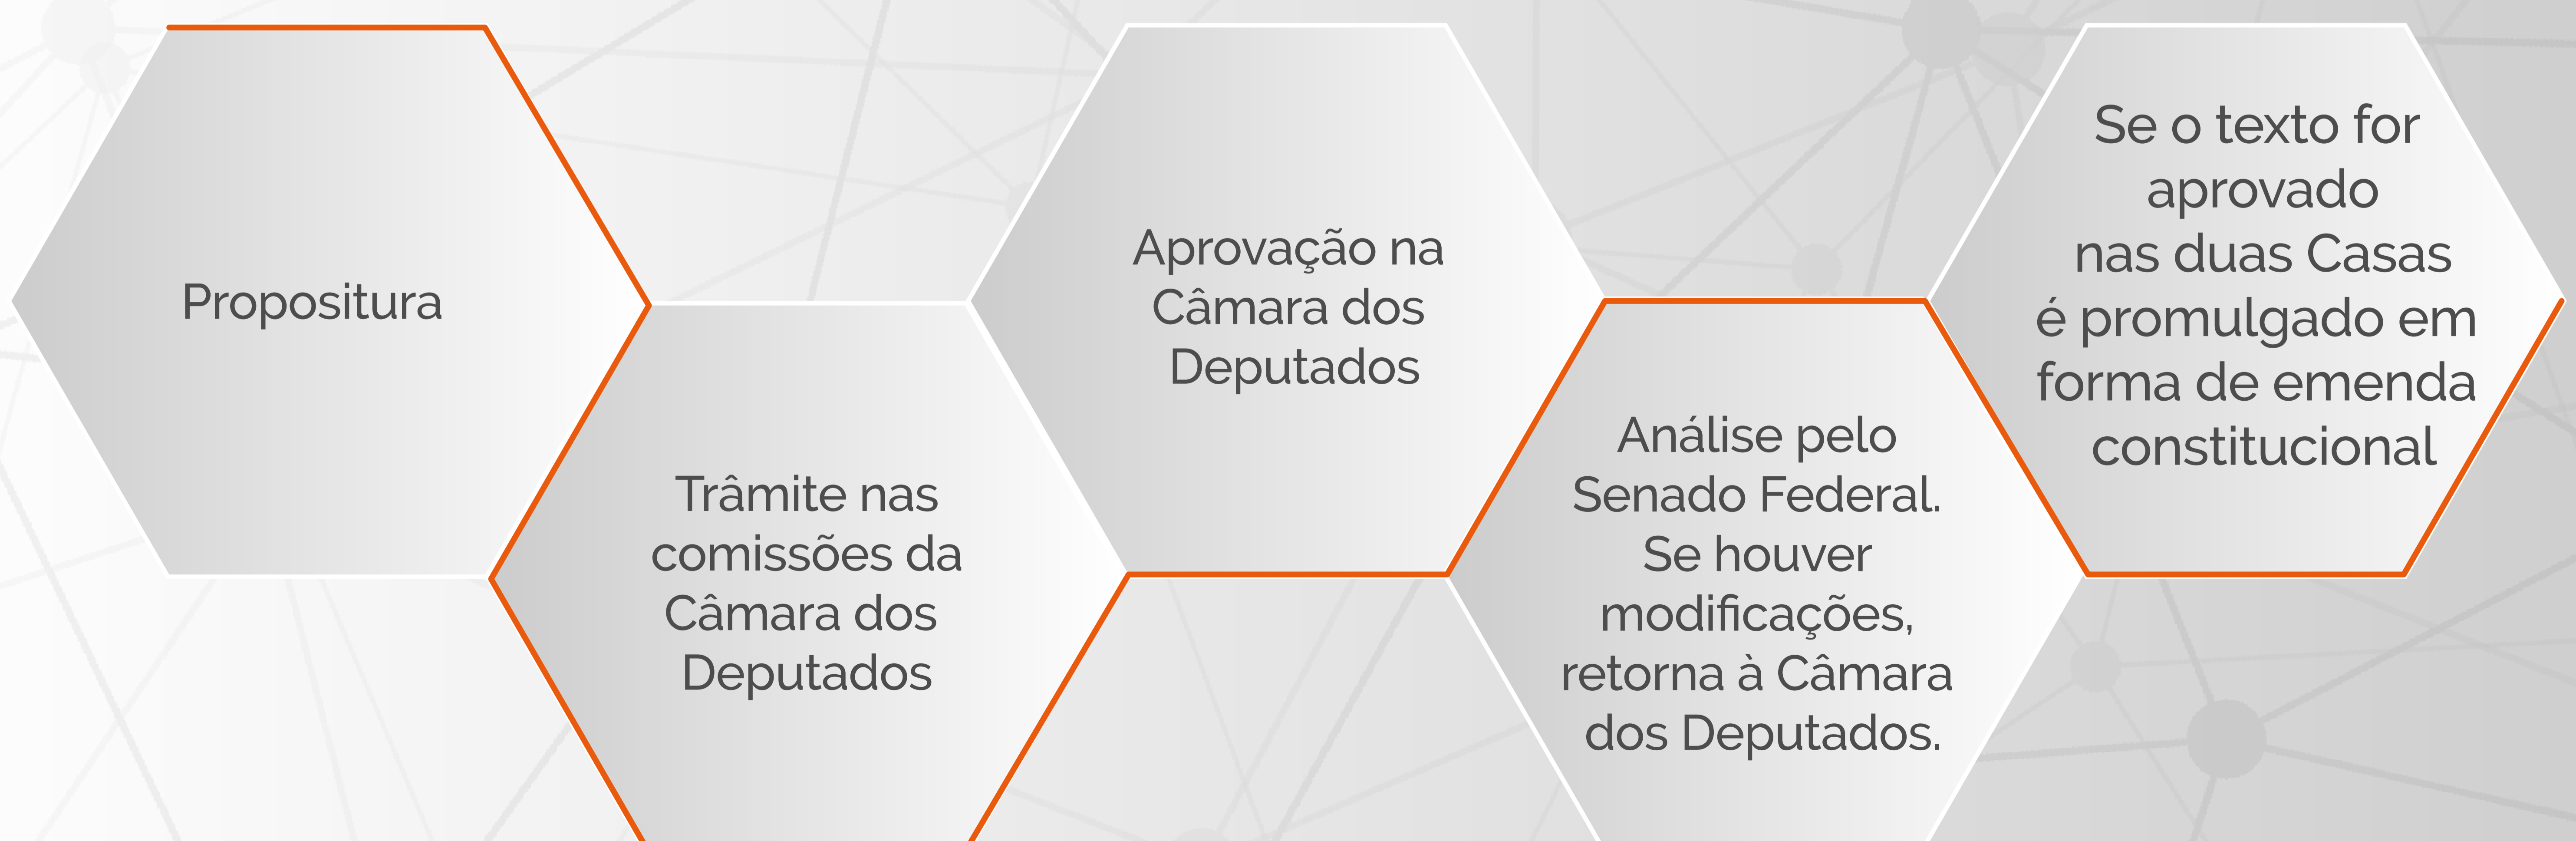 Propositura
Trâmite nas
comissões da
Câmara dos
Deputados
Aprovação na
Câmara dos
Deputados
Análise pelo
Senado Federal.
Se houver
modificações,
retorna à Câmara
dos Deputados.
Se o texto for
aprovado
nas duas Casas
é promulgado em
forma de emenda
constitucional